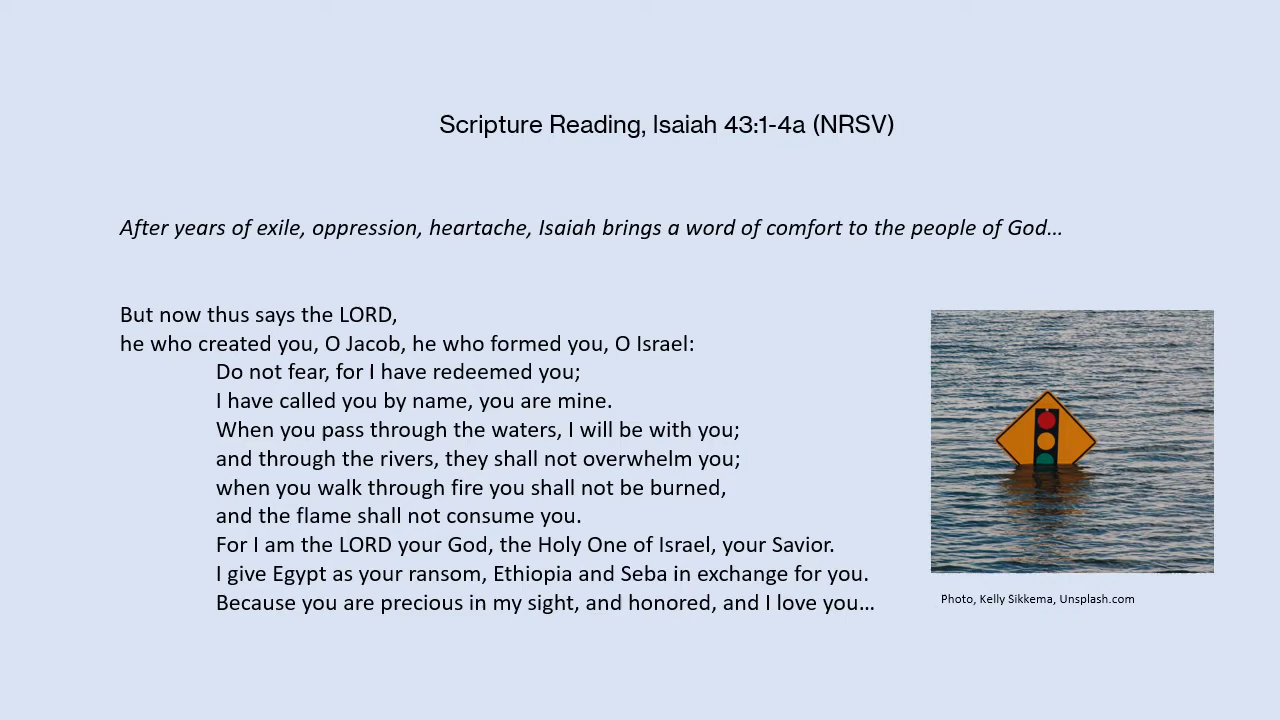 Scripture Reading, Isaiah 43:1-4a (NRSV)
After years of exile, oppression, heartache, Isaiah brings a word of comfort to the people of God…
But now thus says the LORD,
he who created you, O Jacob, he who formed you, O Israel:
Do not fear, for I have redeemed you;
I have called you by name, you are mine.
When you pass through the waters, I will be with you;
and through the rivers, they shall not overwhelm you;
when you walk through fire you shall not be burned,
and the flame shall not consume you.
For I am the LORD your God, the Holy One of Israel, your Savior.
I give Egypt as your ransom, Ethiopia and Seba in exchange for you.
Because you are precious in my sight, and honored, and I love you…
Photo, Kelly Sikkema, Unsplash.com